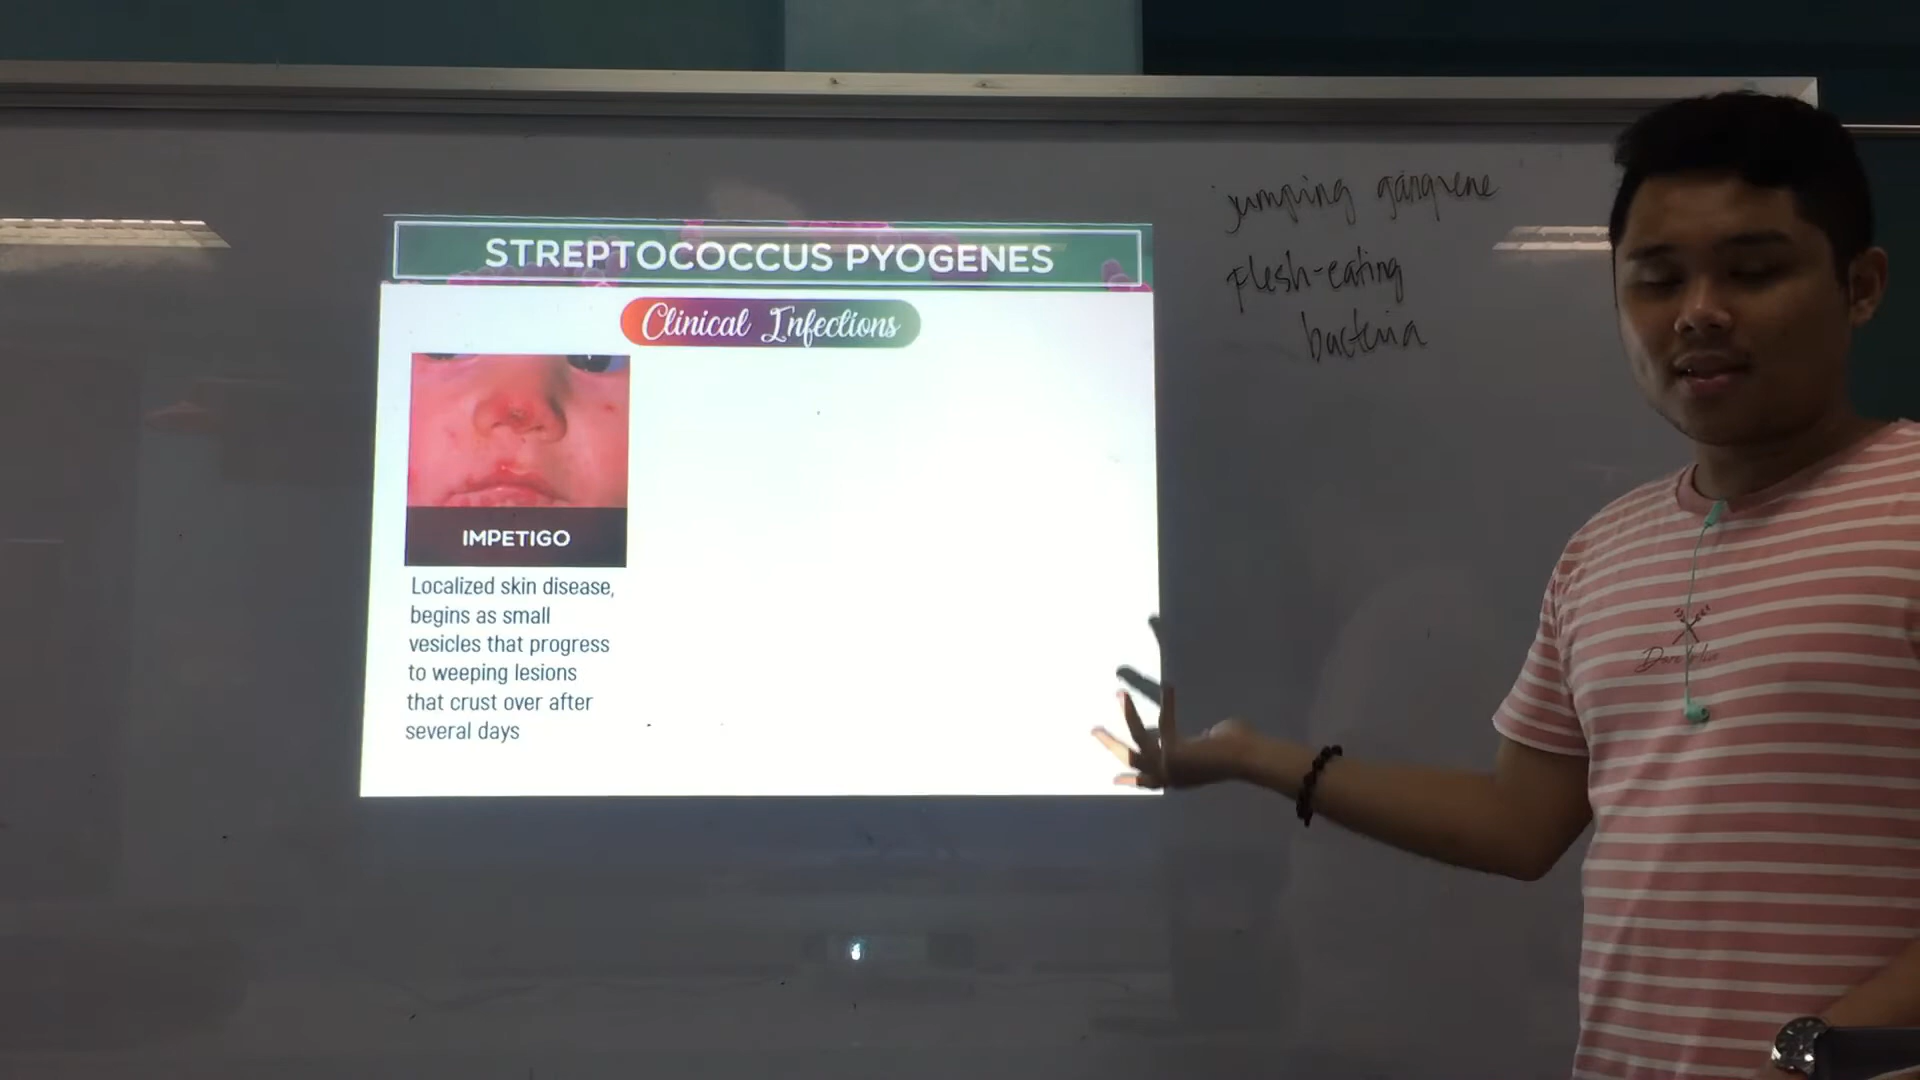 STREPTOCOCCUS PYOGENES
Clinical Infections
IMPETIGO
Localized skin disease,
begins as small
vesicles that progress
to weeping lesions
that crust over after
several days
jumping gangrene
Flesh-eating
bacteria